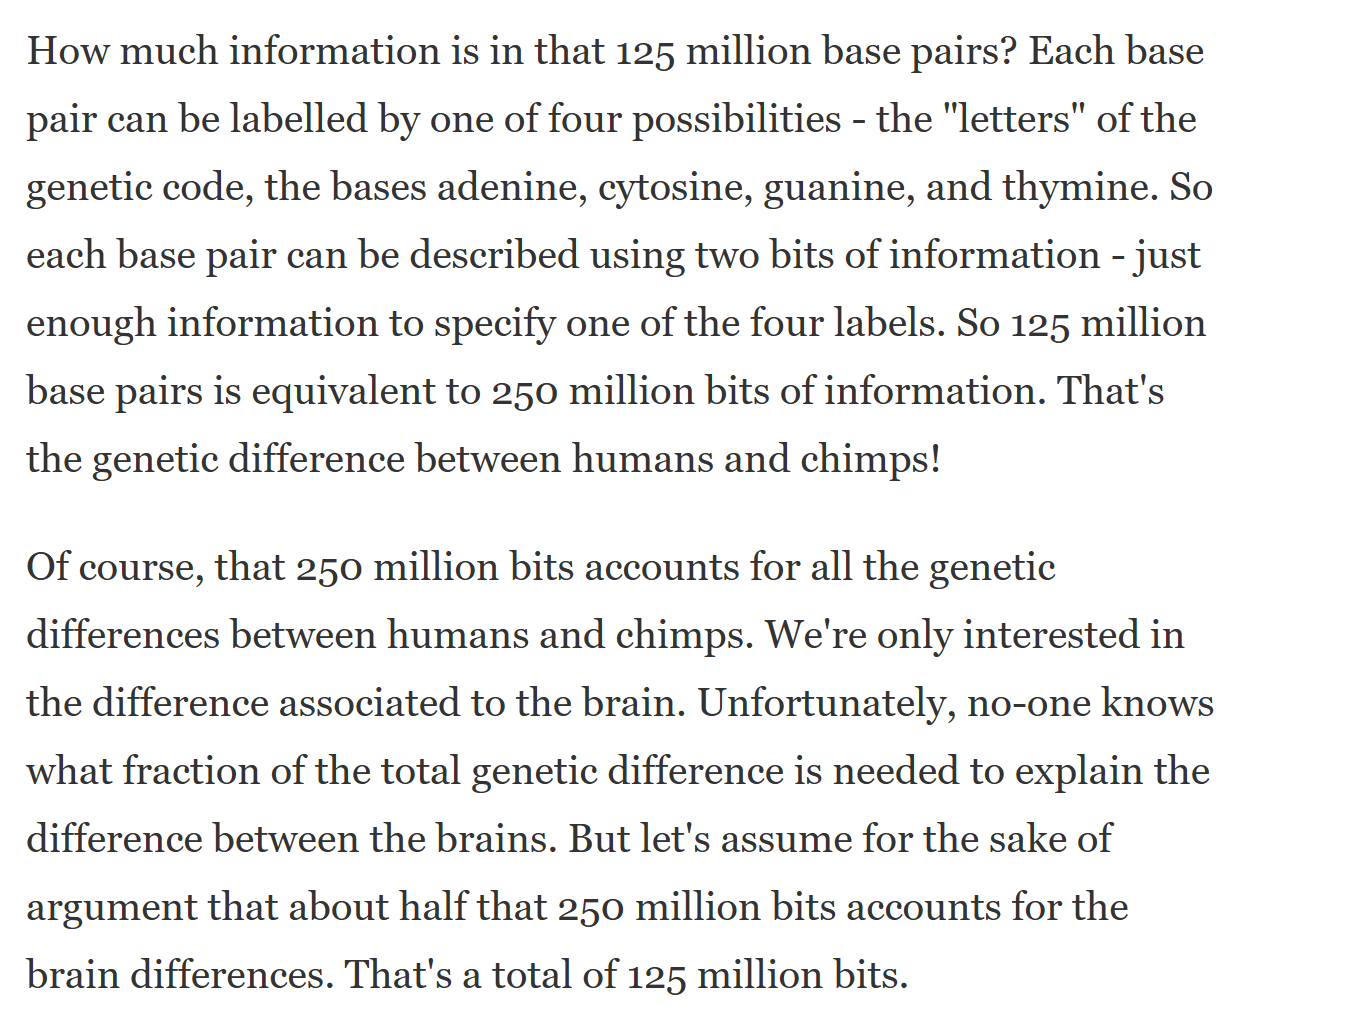 How much information is in that 125 million base pairs? Each base
pair can be labelled by one of four possibilities - the "letters" of the
genetic code, the bases adenine, cytosine, guanine, and thymine. So
each base pair can be described using two bits of information - just
enough information to specify one of the four labels. So 125 million
base pairs is equivalent to 250 million bits of information. That's
the genetic difference between humans and chimps!
Of course, that 250 million bits accounts for all the genetic
differences between humans and chimps. We're only interested in
the difference associated to the brain. Unfortunately, no-one knows
what fraction of the total genetic difference is needed to explain the
difference between the brains. But let's assume for the sake of
argument that about half that 250 million bits accounts for the
brain differences. That's a total of 125 million bits.